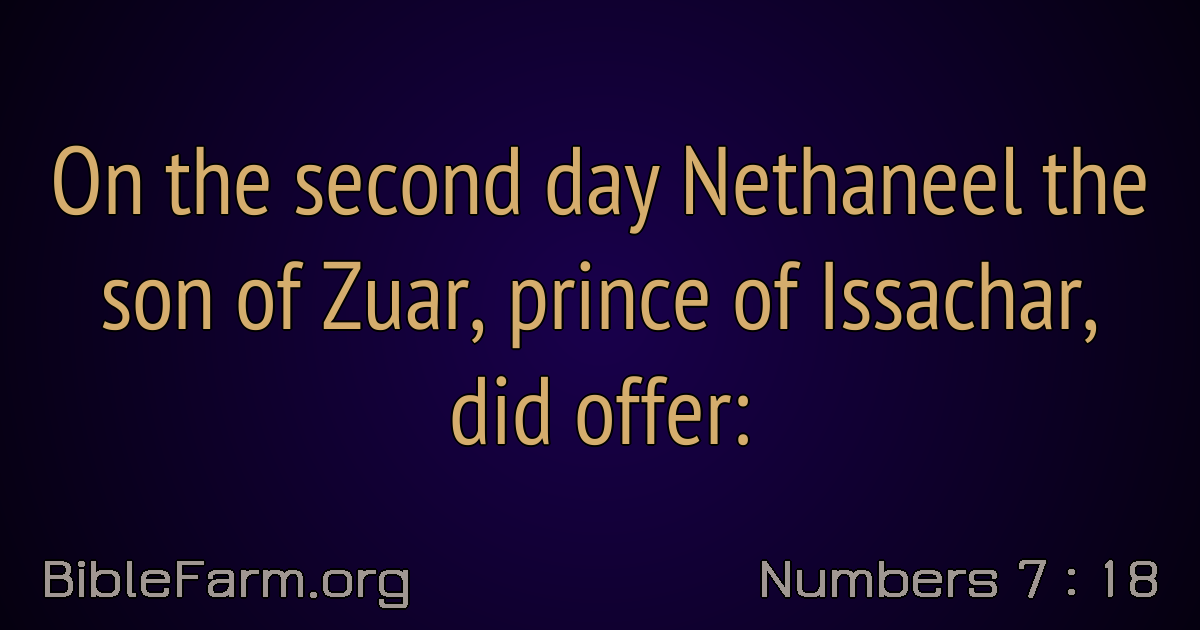 On the second day Nethaneel the
son of Zuar, prince of Issachar,
did offer:
BibleFarm.org
Numbers 7 : 18